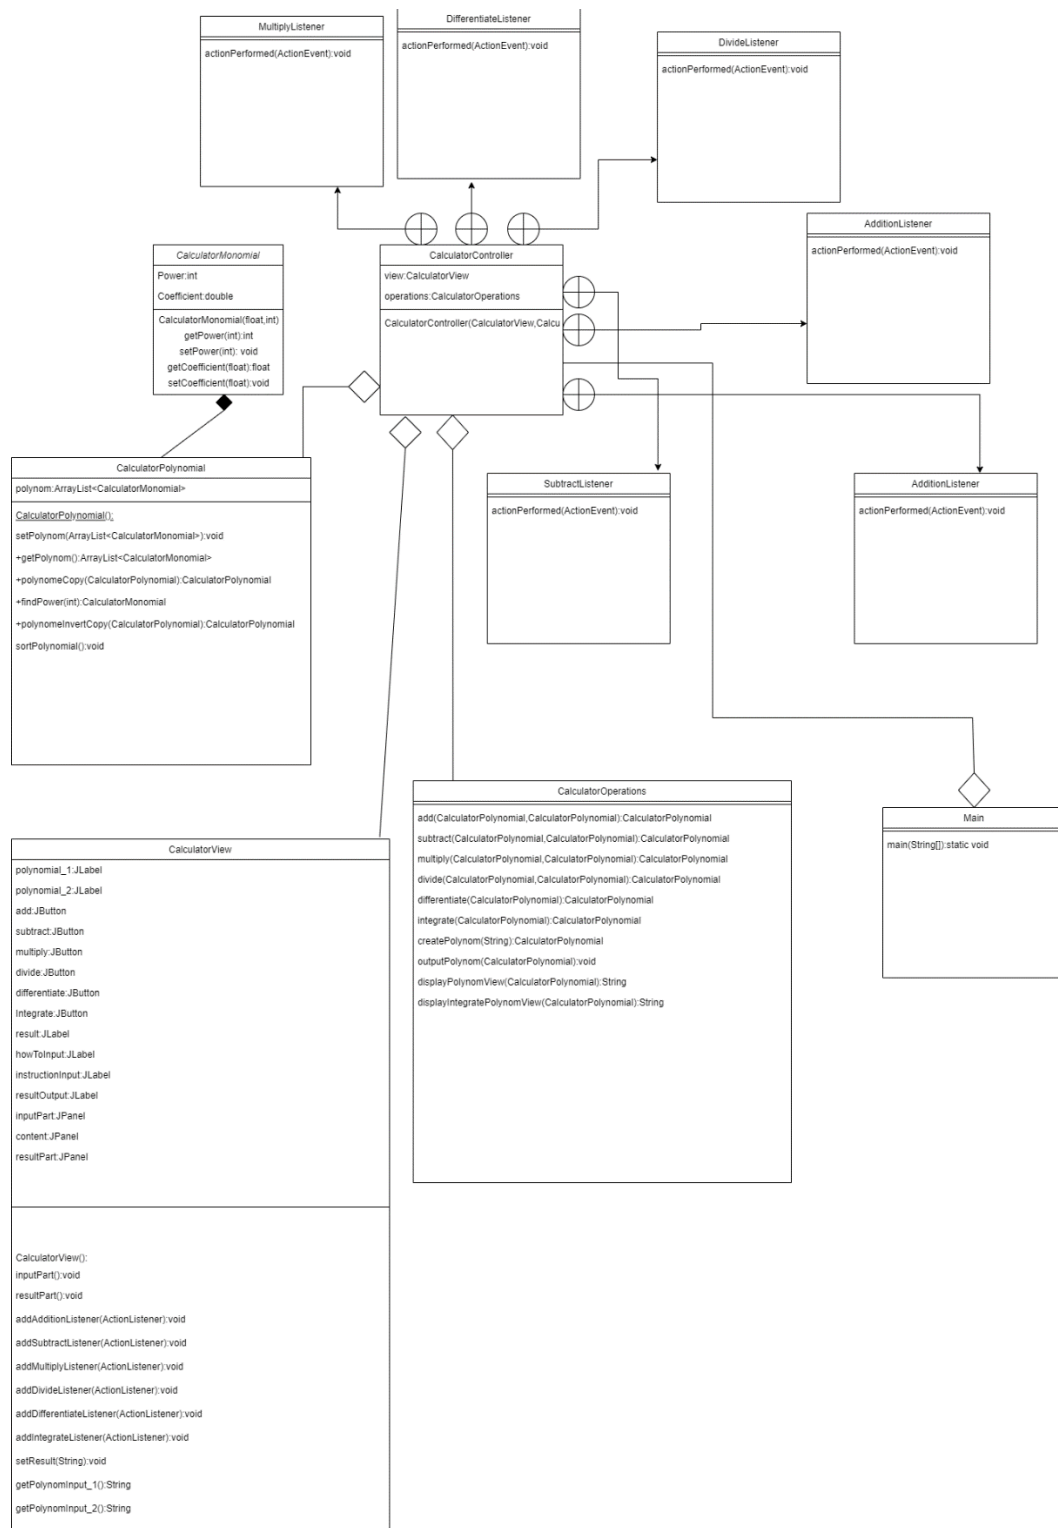 MultiplyListener
actionPerformed(ActionEvent):void
DifferentiateListener
actionPerformed(ActionEvent):void
DivideListener
actionPerformed(ActionEvent):void
AdditionListener
actionPerformed(ActionEvent):void
CalculatorMonomial
Power:int
Coefficient:double
CalculatorMonomial(float,int)
getPower(int):int
setPower(int): void
getCoefficient(float):float
setCoefficient(float):void
CalculatorController
view:CalculatorView
operations:CalculatorOperations
CalculatorController(CalculatorView,Calcu
CalculatorPolynomial
polynom:ArrayList<CalculatorMonomial>
CalculatorPolynomial():
setPolynom(ArrayList<CalculatorMonomial>):void
+getPolynom():ArrayList<CalculatorMonomial>
+polynomeCopy(CalculatorPolynomial):CalculatorPolynomial
+findPower(int):CalculatorMonomial
+polynomeInvertCopy(CalculatorPolynomial):CalculatorPolynomial
sortPolynomial():void
SubtractListener
actionPerformed(ActionEvent):void
AdditionListener
actionPerformed(ActionEvent):void
CalculatorOperations
add(CalculatorPolynomial,CalculatorPolynomial):CalculatorPolynomial
subtract(CalculatorPolynomial,CalculatorPolynomial):CalculatorPolynomial
multiply(CalculatorPolynomial,CalculatorPolynomial):CalculatorPolynomial
divide(CalculatorPolynomial,CalculatorPolynomial):CalculatorPolynomial
differentiate(CalculatorPolynomial):CalculatorPolynomial
integrate(CalculatorPolynomial):CalculatorPolynomial
createPolynom(String):CalculatorPolynomial
outputPolynom(CalculatorPolynomial):void
displayPolynomView(CalculatorPolynomial):String
displayIntegratePolynomView(CalculatorPolynomial):String
Main
main(String[]):static void
CalculatorView
polynomial_1:JLabel
polynomial_2:JLabel
add:JButton
subtract:JButton
multiply:JButton
divide:JButton
differentiate:JButton
Integrate:JButton
result:JLabel
howToInput:JLabel
instructionInput:JLabel
resultOutput:JLabel
inputPart:JPanel
content:JPanel
resultPart:JPanel
CalculatorView():
inputPart():void
resultPart():void
addAdditionListener(ActionListener):void
addSubtractListener(ActionListener):void
addMultiplyListener(ActionListener):void
addDivideListener(ActionListener):void
addDifferentiateListener(ActionListener):void
addIntegrateListener(ActionListener):void
setResult(String):void
getPolynomInput_1():String
getPolynomInput_2():String